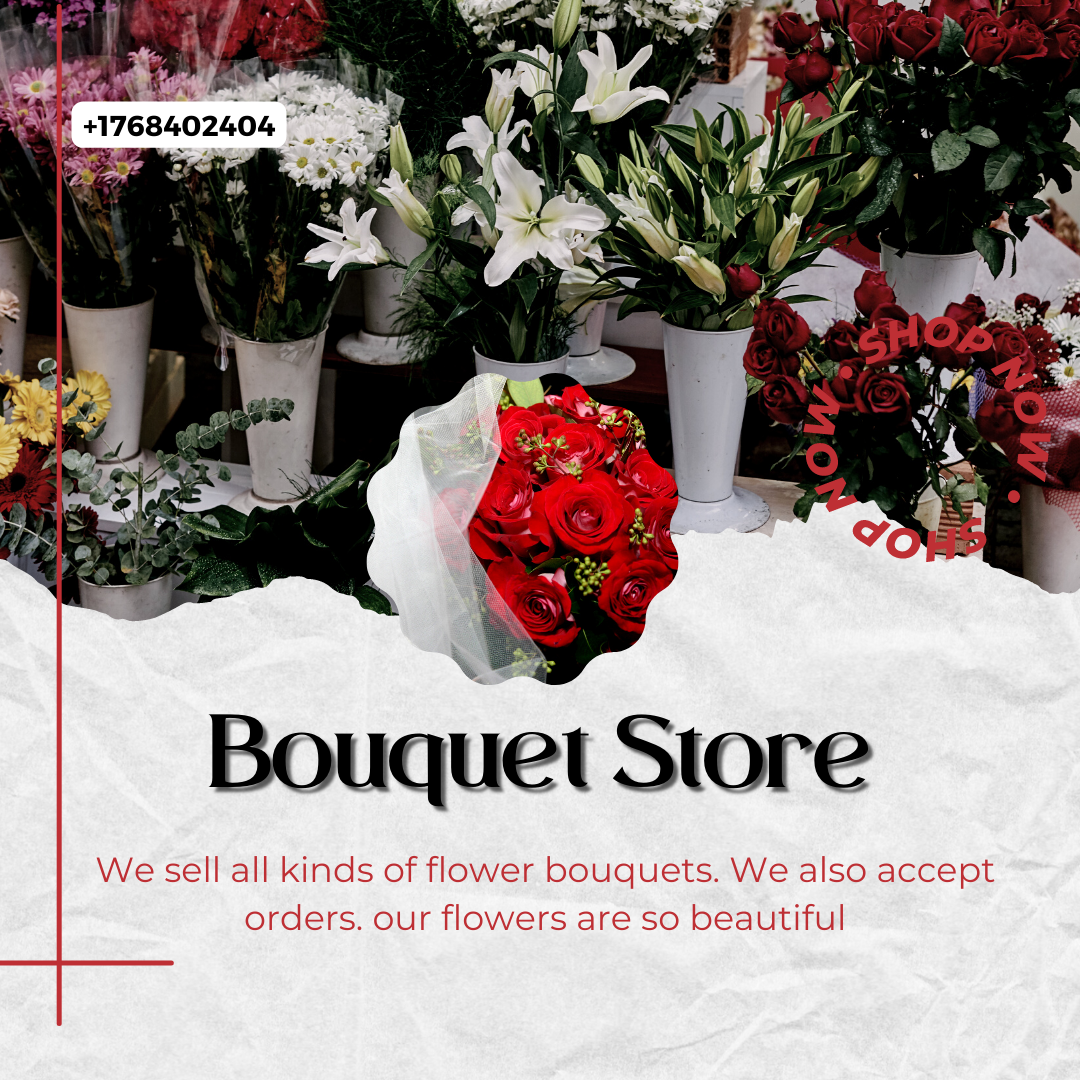 +1768402404
SHOP NOW • SHOP NOW •
Bouquet Store
We sell all kinds of flower bouquets. We also accept
orders. our flowers are so beautiful